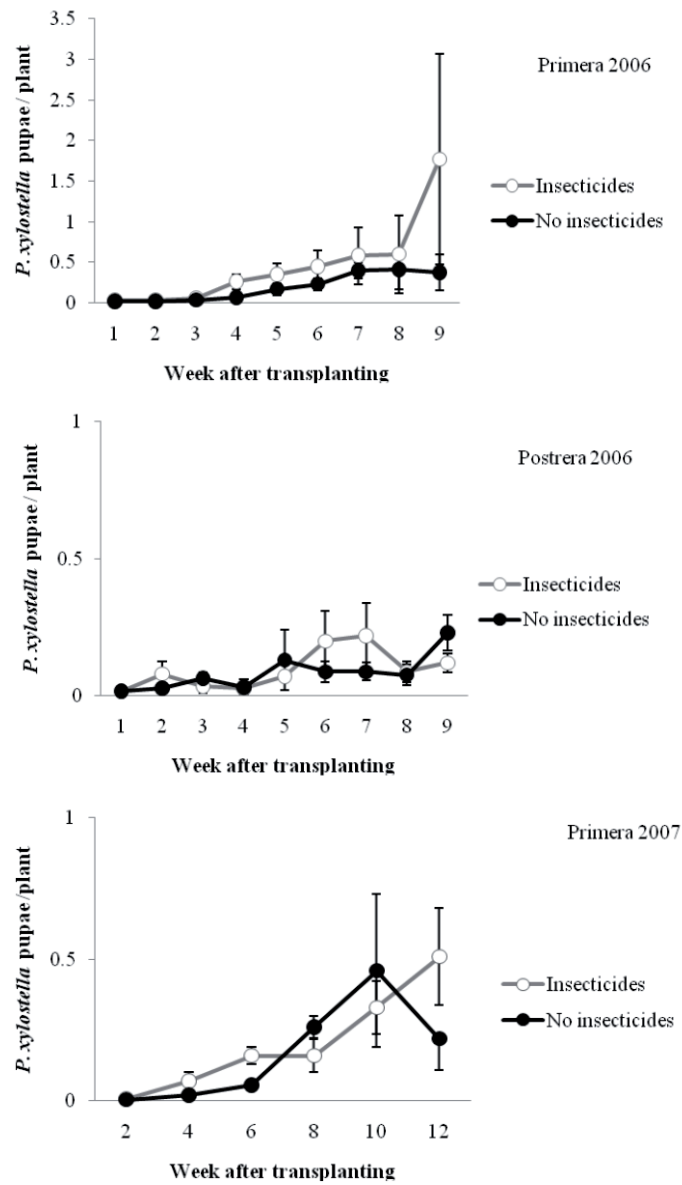 3.5
3
2.5
2
1.5
1
0.5
0
P. xylostella pupae / plant
Primera 2006
Insecticides
No insecticides
1 2 3 4 5 6 7 8 9
Week after transplanting
1
0.5
0
P. xylostella pupae / plant
Postrera 2006
Insecticides
No insecticides
1 2 3 4 5 6 7 8 9
Week after transplanting
1
0.5
0
P. xylostella pupae/plant
Primera 2007
Insecticides
No insecticides
2 4 6 8 10 12
Week after transplanting